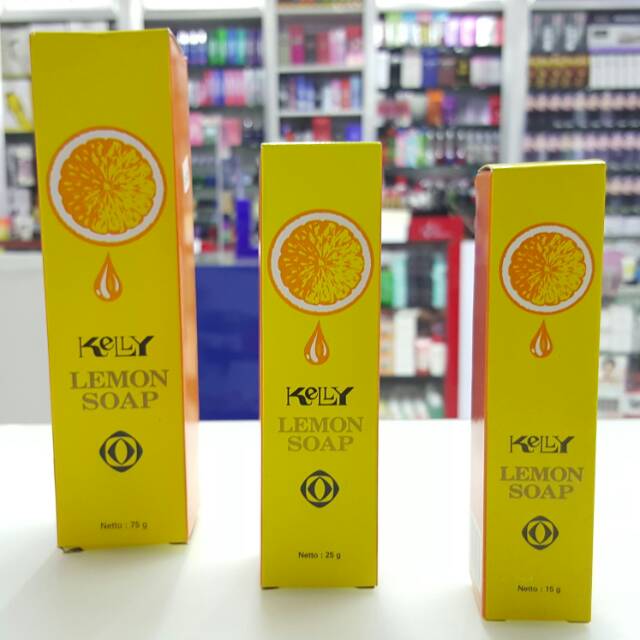 KELLY
LEMON
SOAP
Netto : 75 g
KELLY
LEMON
SOAP
Netto : 25 g
KELLY
LEMON
SOAP
Netto : 15 g